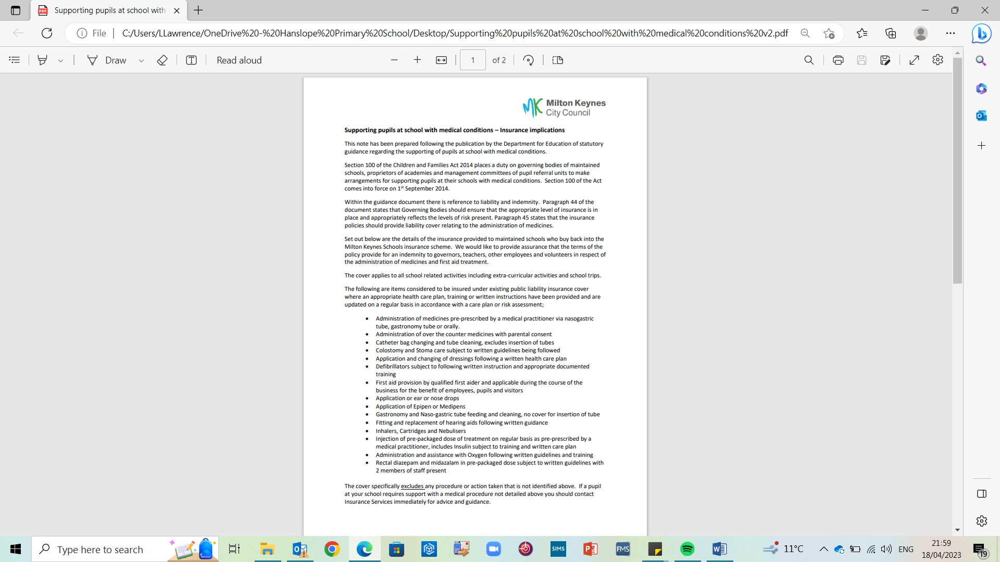 Supporting pupils at school with
File
C:/Users/LLawrence/OneDrive%20-%20Hanslope%20Primary%20School/Desktop/Supporting%20pupils%20at%20school%20with%20medical%20conditions%20v2.pdf
Draw
Read aloud
1 of 2
Milton Keynes
City Council
Supporting pupils at school with medical conditions – Insurance implications
This note has been prepared following the publication by the Department for Education of statutory
guidance regarding the supporting of pupils at school with medical conditions.
Section 100 of the Children and Families Act 2014 places a duty on governing bodies of maintained
schools, proprietors of academies and management committees of pupil referral units to make
arrangements for supporting pupils at their schools with medical conditions.  Section 100 of the Act
comes into force on 1st September 2014.
Within the guidance document there is reference to liability and indemnity.  Paragraph 44 of the
document states that Governing Bodies should ensure that the appropriate level of insurance is in
place and appropriately reflects the levels of risk present. Paragraph 45 states that the insurance
policies should provide liability cover relating to the administration of medicines.
Set out below are the details of the insurance provided to maintained schools who buy back into the
Milton Keynes Schools insurance scheme.  We would like to provide assurance that the terms of the
policy provide for an indemnity to governors, teachers, other employees and volunteers in respect of
the administration of medicines and first aid treatment.
The cover applies to all school related activities including extra-curricular activities and school trips.
The following are items considered to be insured under existing public liability insurance cover
where an appropriate health care plan, training or written instructions have been provided and are
updated on a regular basis in accordance with a care plan or risk assessment;
• Administration of medicines pre-prescribed by a medical practitioner via nasogastric
tube, gastronomy tube or orally.
• Administration of over the counter medicines with parental consent
• Catheter bag changing and tube cleaning, excludes insertion of tubes
• Colostomy and Stoma care subject to written guidelines being followed
• Application and changing of dressings following a written health care plan
• Defibrillators subject to following written instruction and appropriate documented
training
• First aid provision by qualified first aider and applicable during the course of the
business for the benefit of employees, pupils and visitors
• Application or ear or nose drops
• Application of Epipen or Medipens
• Gastronomy and Naso-gastric tube feeding and cleaning, no cover for insertion of tube
• Fitting and replacement of hearing aids following written guidance
• Inhalers, Cartridges and Nebulisers
• Injection of pre-packaged dose of treatment on regular basis as pre-prescribed by a
medical practitioner, includes Insulin subject to training and written care plan
• Administration and assistance with Oxygen following written guidelines and training
• Rectal diazepam and midazalam in pre-packaged dose subject to written guidelines with
2 members of staff present
The cover specifically excludes any procedure or action taken that is not identified above.  If a pupil
at your school requires support with a medical procedure not detailed above you should contact
Insurance Services immediately for advice and guidance.
Type here to search
SIMS
FMS
11°C
ENG
21:59
18/04/2023
19